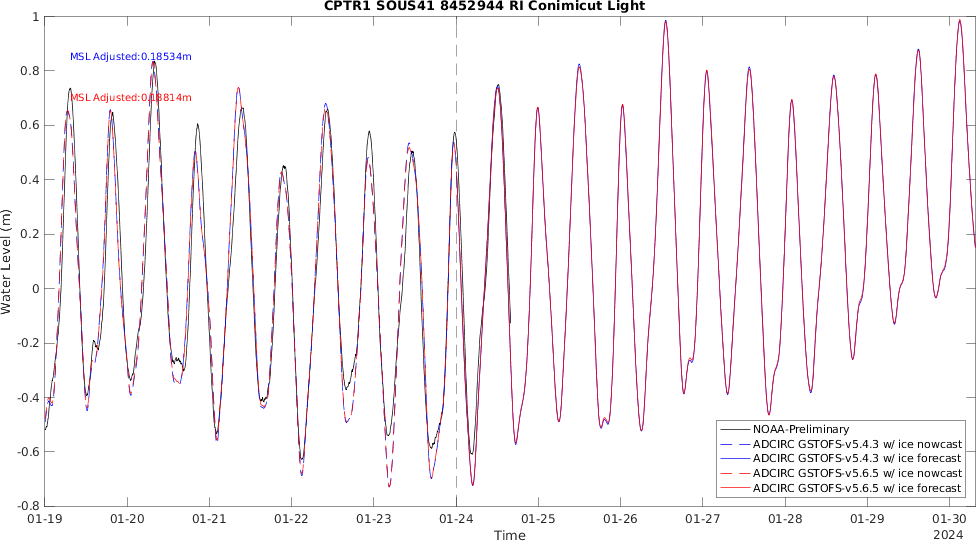 CPTR1 SOUS41 8452944 RI Conimicut Light
MSL Adjusted:0.18534m
MSL Adjusted:0.18814m
Water Level (m)
1
0.8
0.6
0.4
0.2
0
-0.2
-0.4
-0.6
-0.8
NOAA-Preliminary
ADCIRC GSTOFS-v5.4.3 w/ ice nowcast
ADCIRC GSTOFS-v5.4.3 w/ ice forecast
ADCIRC GSTOFS-v5.6.5 w/ ice nowcast
ADCIRC GSTOFS-v5.6.5 w/ ice forecast
01-19 01-20 01-21 01-22 01-23 01-24 01-25 01-26 01-27 01-28 01-29 01-30
2024
Time